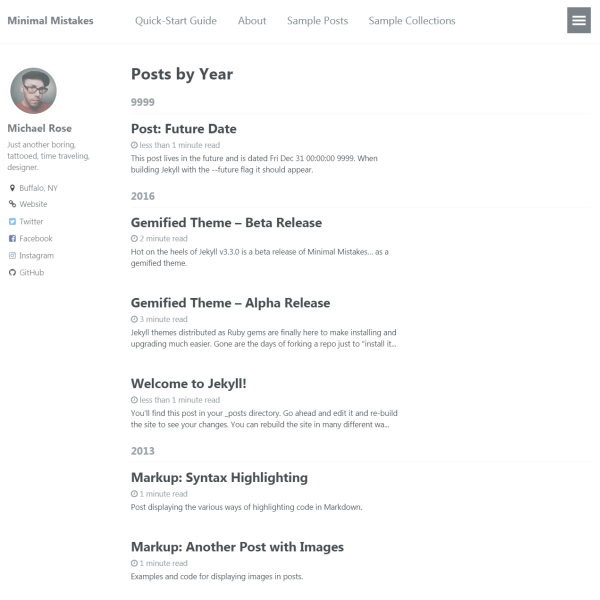 Minimal Mistakes
Quick-Start Guide
About
Sample Posts
Sample Collections
Michael Rose
Just another boring,
tattooed, time traveling,
designer.
Buffalo, NY
Website
Twitter
Facebook
Instagram
GitHub
Posts by Year
9999
Post: Future Date
less than 1 minute read
This post lives in the future and is dated Fri Dec 31 00:00:00 9999. When
building Jekyll with the --future flag it should appear.
2016
Gemified Theme – Beta Release
2 minute read
Hot on the heels of Jekyll v3.3.0 is a beta release of Minimal Mistakes... as a
gemified theme.
Gemified Theme – Alpha Release
3 minute read
Jekyll themes distributed as Ruby gems are finally here to make installing and
upgrading much easier. Gone are the days of forking a repo just to “install it...
Welcome to Jekyll!
less than 1 minute read
You’ll find this post in your _posts directory. Go ahead and edit it and re-build
the site to see your changes. You can rebuild the site in many different wa...
2013
Markup: Syntax Highlighting
1 minute read
Post displaying the various ways of highlighting code in Markdown.
Markup: Another Post with Images
1 minute read
Examples and code for displaying images in posts.